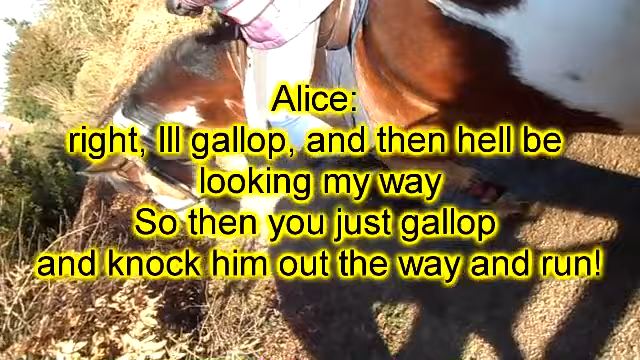 Alice:
right, Ill gallop, and then hell be
looking my way
So then you just gallop
and knock him out the way and run!